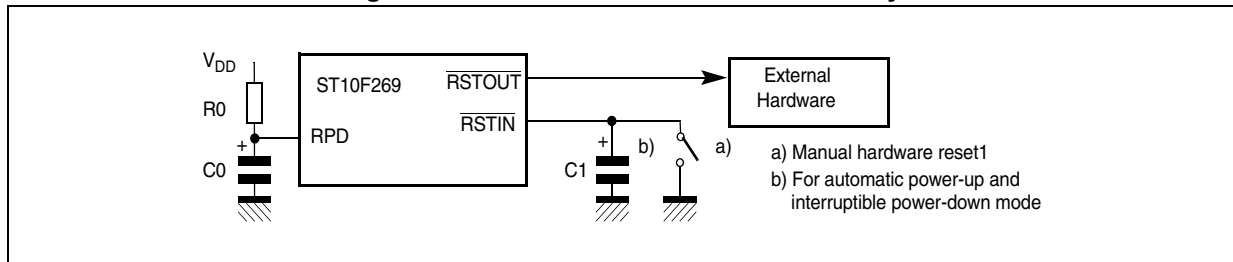 V_DD
R0
+
C0
ST10F269
RPD
RSTOUT
RSTIN
+
C1
b)
a)
External
Hardware
a) Manual hardware reset1
b) For automatic power-up and
interruptible power-down mode